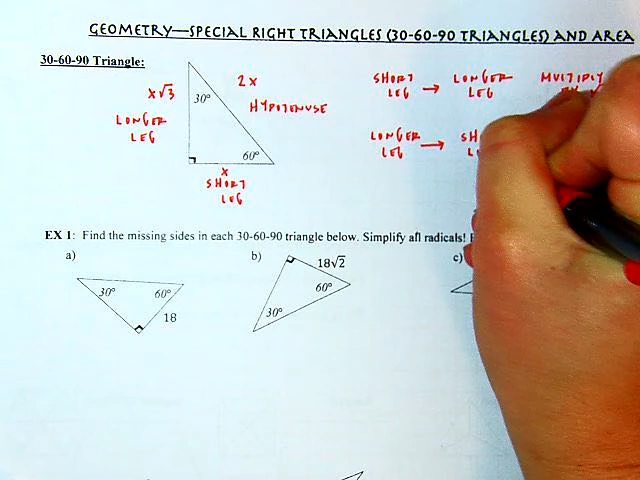 GEOMETRY—SPECIAL RIGHT TRIANGLES (30-60-90 TRIANGLES) AND AREA
30-60-90 Triangle:
x√3
30°
2x
HYPOTENUSE
LONGER
LEG
60°
x
SHORT
LEG
SHORT
LEG →
LONGER
LEG
MULTIPLY
LONGER
LEG →
SH
EX 1: Find the missing sides in each 30-60-90 triangle below. Simplify all radicals!
a)
30°
60°
18
b)
18√2
60°
30°
c)